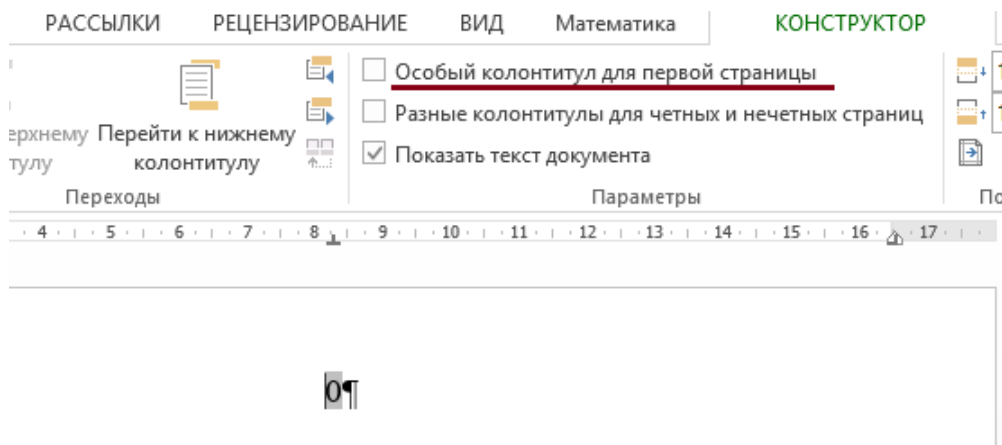 РАССЫЛКИ РЕЦЕНЗИРОВАНИЕ ВИД Математика КОНСТРУКТОР
Особый колонтитул для первой страницы
Разные колонтитулы для четных и нечетных страниц
Перейти к нижнему
колонтитулу
Показать текст документа
Переходы Параметры
4 5 6 7 8 9 10 11 12 13 14 15 16 17
0¶